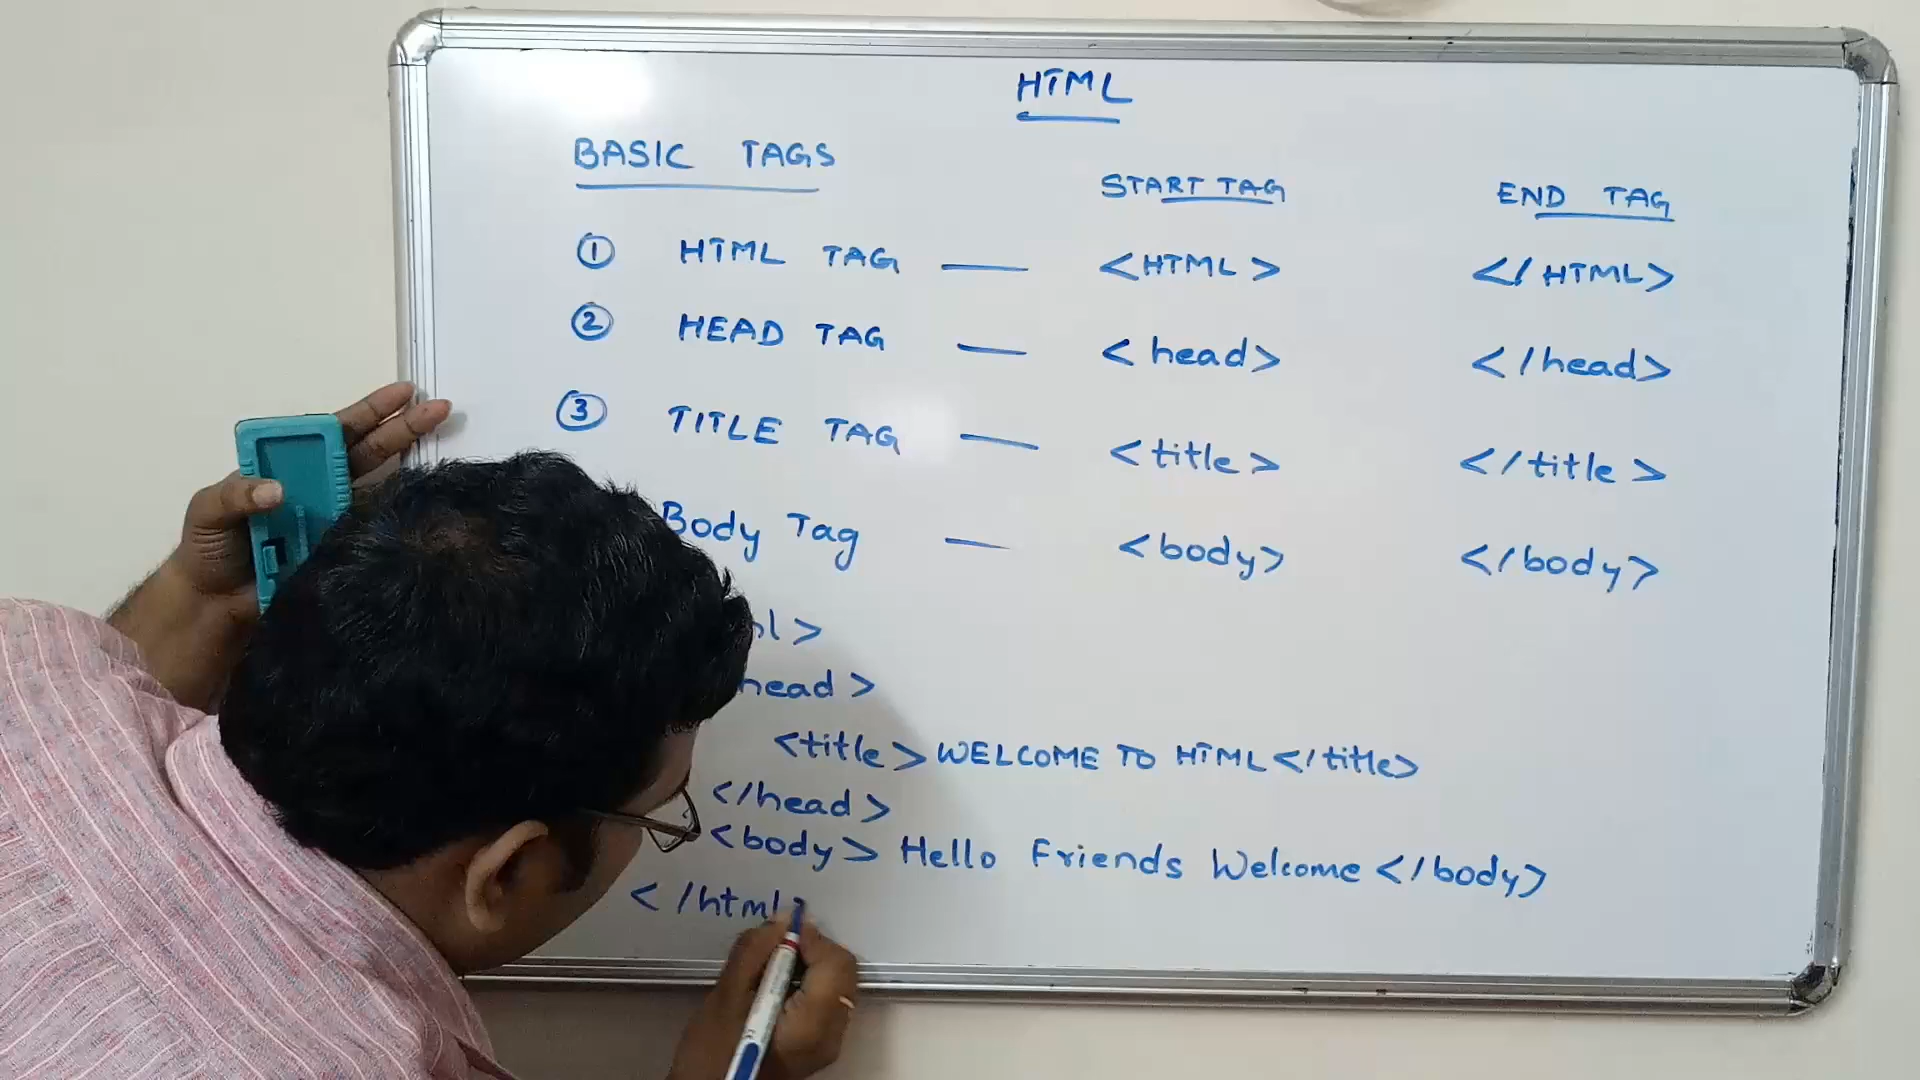 HTML
BASIC TAGS
START TAG END TAG
① HTML TAG — <HTML> </HTML>
② HEAD TAG — <head> </head>
③ TITLE TAG — <title> </title>
Body Tag — <body> </body>
l>
head>
<title>WELCOME TO HTML</title>
</head>
<body> Hello Friends Welcome </body>
</html>